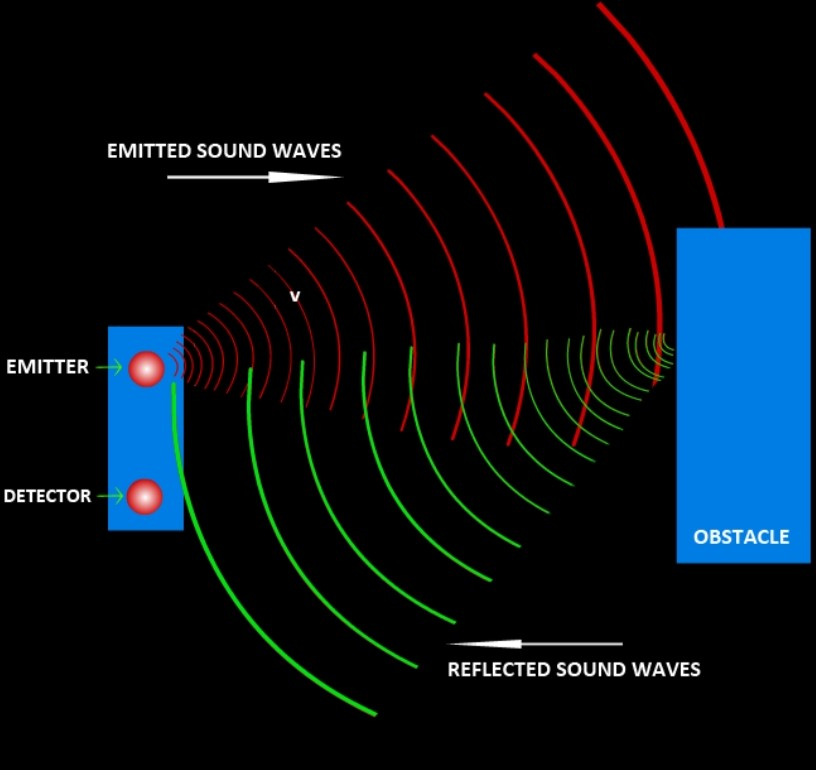 EMITTED SOUND WAVES
v
EMITTER
DETECTOR
OBSTACLE
REFLECTED SOUND WAVES